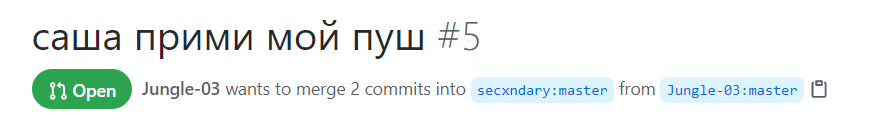 саша прими мой пуш #5
Open Jungle-03 wants to merge 2 commits into secxndary:master from Jungle-03:master